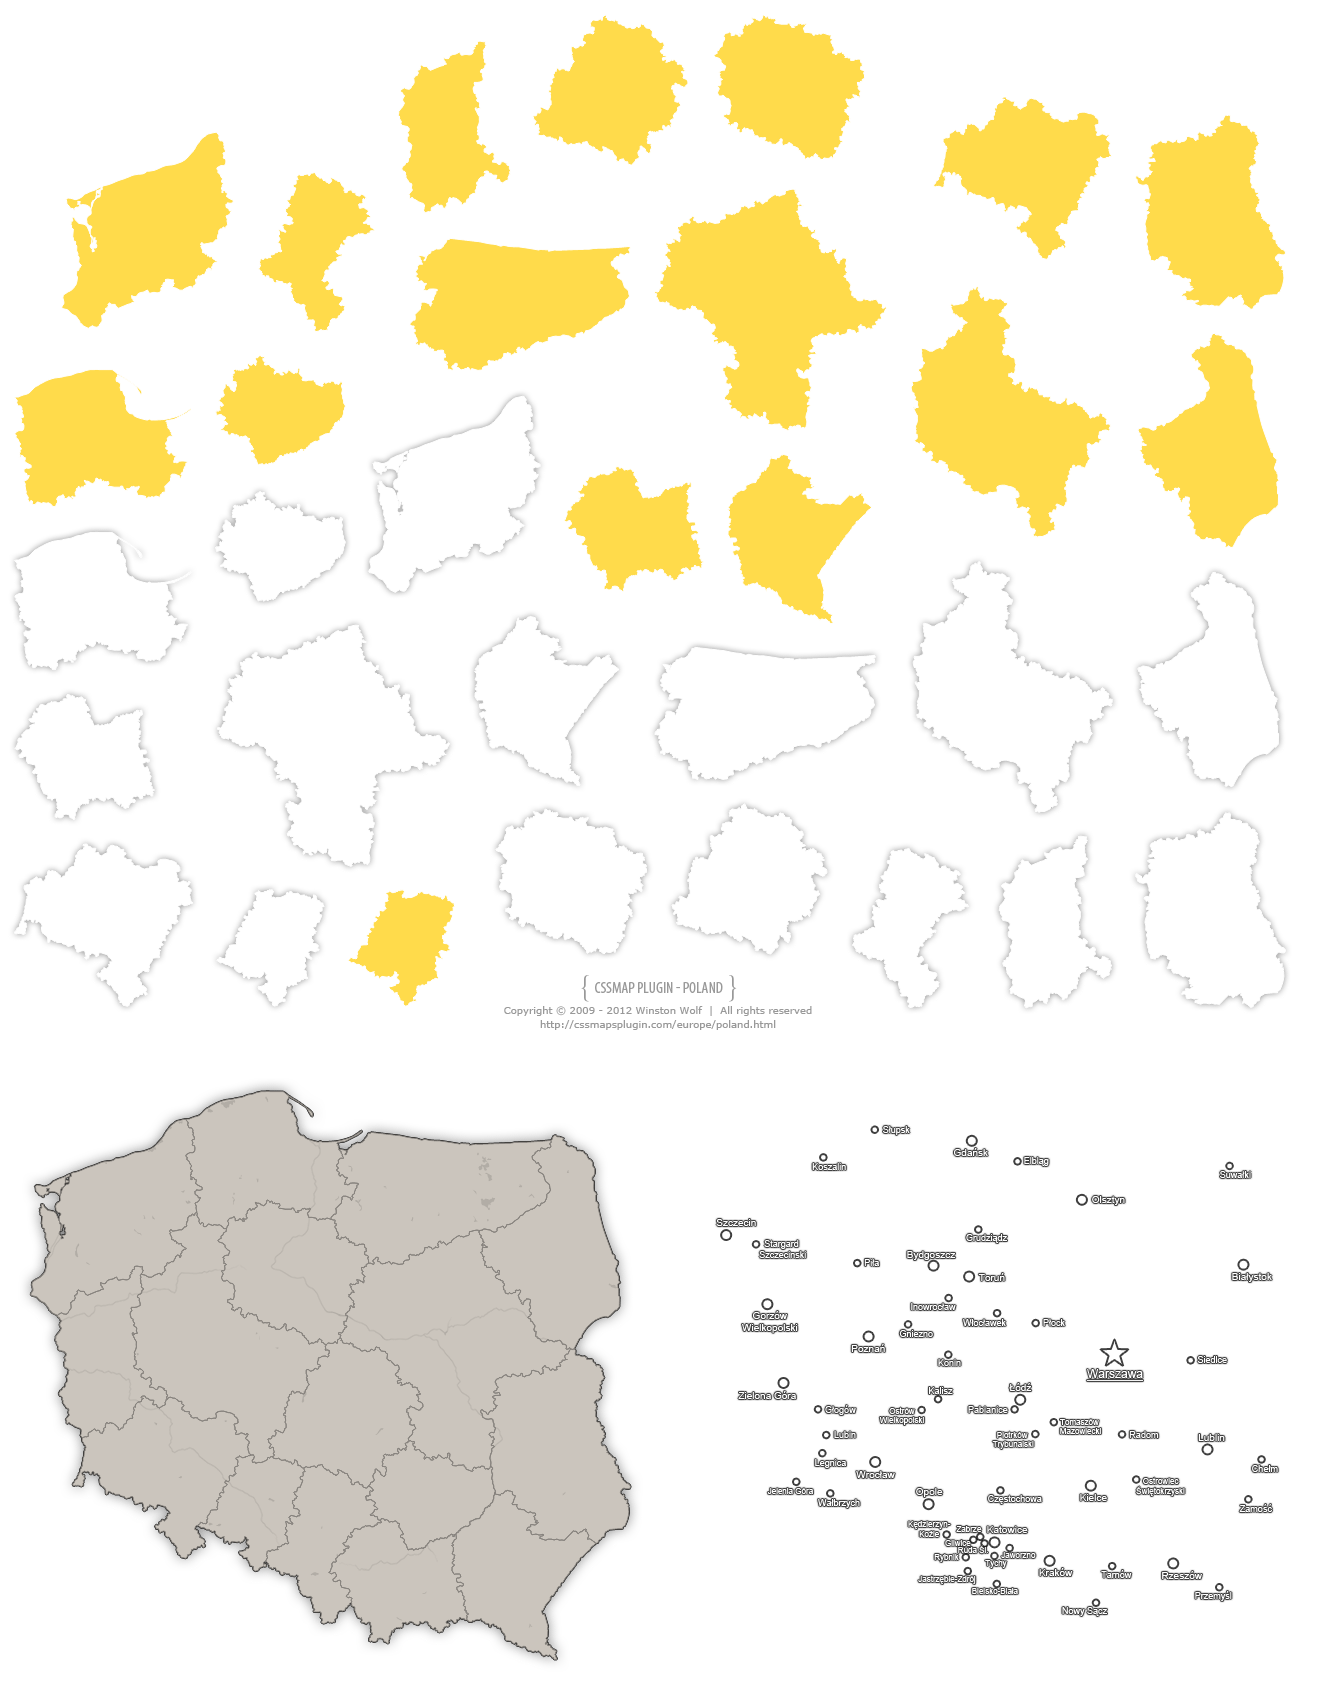 { CSSMAP PLUGIN - POLAND }
Copyright © 2009 - 2012 Winston Wolf | All rights reserved
http://cssmapsplugin.com/europe/poland.html
Słupsk
Gdańsk
Koszalin
Elbląg
Suwałki
Olsztyn
Szczecin
Stargard
Szczecinski
Grudziądz
Bydgoszcz
Piła
Toruń
Białystok
Inowrocław
Gorzów
Wielkopolski
Włocławek
Płock
Gniezno
Poznań
Konin
Siedlce
Warszawa
Zielona Góra
Kalisz
Łódź
Głogów
Ostrów
Wielkopolski
Pabianice
Tomaszów
Mazowiecki
Lubin
Piotrków
Trybunalski
Radom
Lublin
Legnica
Wrocław
Chełm
Jelenia Góra
Wałbrzych
Opole
Częstochowa
Kielce
Ostrowiec
Świętokrzyski
Zamość
Kędzierzyn-
Koźle
Zabrze
Katowice
Gliwice
Ruda Śl.
Jaworzno
Rybnik
Tychy
Kraków
Tarnów
Rzeszów
Jastrzębie-Zdrój
Bielsko-Biała
Przemyśl
Nowy Sącz